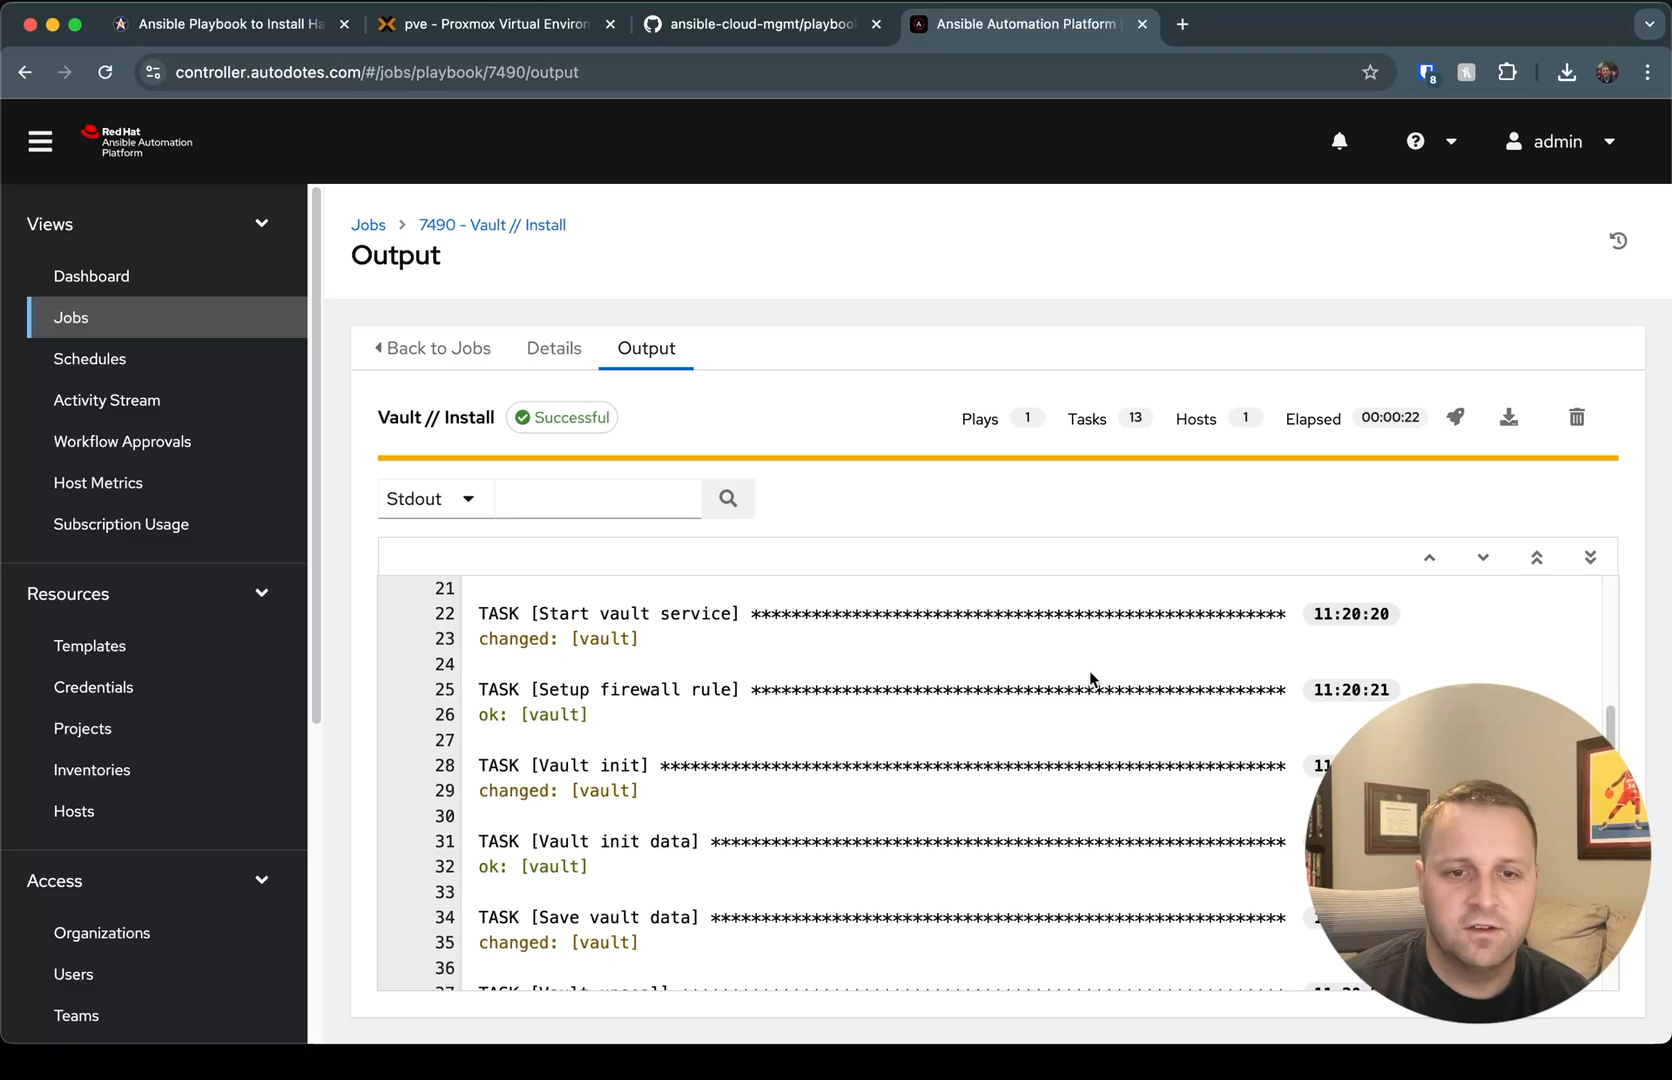 Ansible Playbook to Install Ha
pve - Proxmox Virtual Environ
ansible-cloud-mgmt/playboo
Ansible Automation Platform
controller.autodotes.com/#/jobs/playbook/7490/output
8
Red Hat
Ansible Automation
Platform
admin
Views
Dashboard
Jobs
Schedules
Activity Stream
Workflow Approvals
Host Metrics
Subscription Usage
Resources
Templates
Credentials
Projects
Inventories
Hosts
Access
Organizations
Users
Teams
Jobs > 7490 - Vault // Install
Output
Back to Jobs Details Output
Vault // Install Successful Plays 1 Tasks 13 Hosts 1 Elapsed 00:00:22
Stdout
21
22 TASK [Start vault service] ***************************************************** 11:20:20
23 changed: [vault]
24
25 TASK [Setup firewall rule] ***************************************************** 11:20:21
26 ok: [vault]
27
28 TASK [Vault init] ************************************************************** 11
29 changed: [vault]
30
31 TASK [Vault init data] *********************************************************
32 ok: [vault]
33
34 TASK [Save vault data] *********************************************************
35 changed: [vault]
36